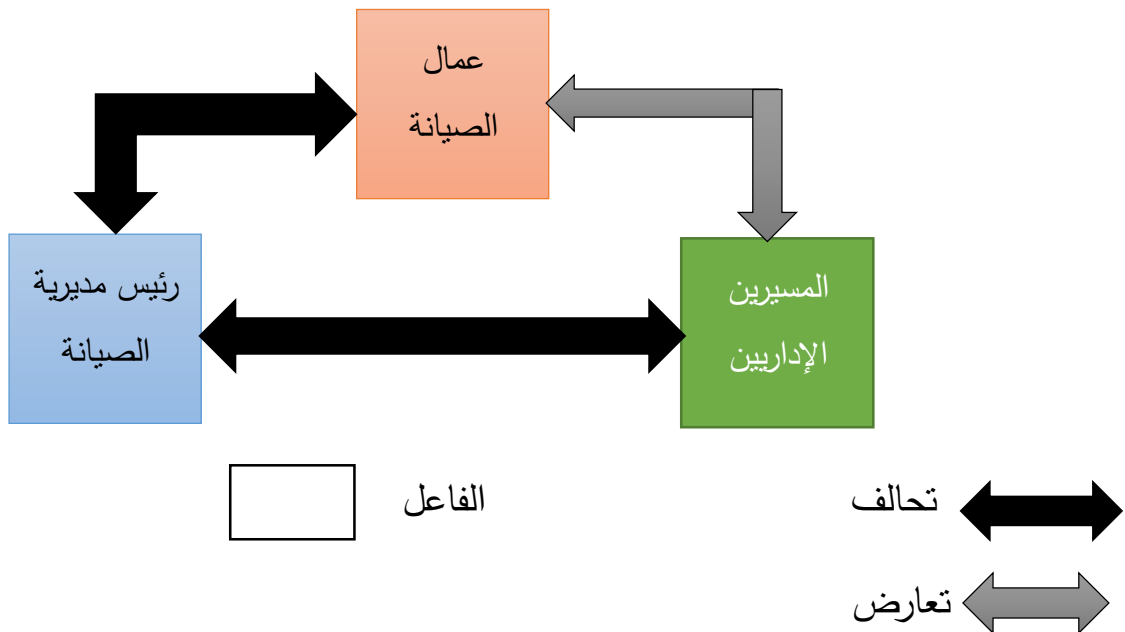 عمال
الصيانة
رئيس مديرية
الصيانة
المسيرين
الإداريين
الفاعل
تحالف
تعارض